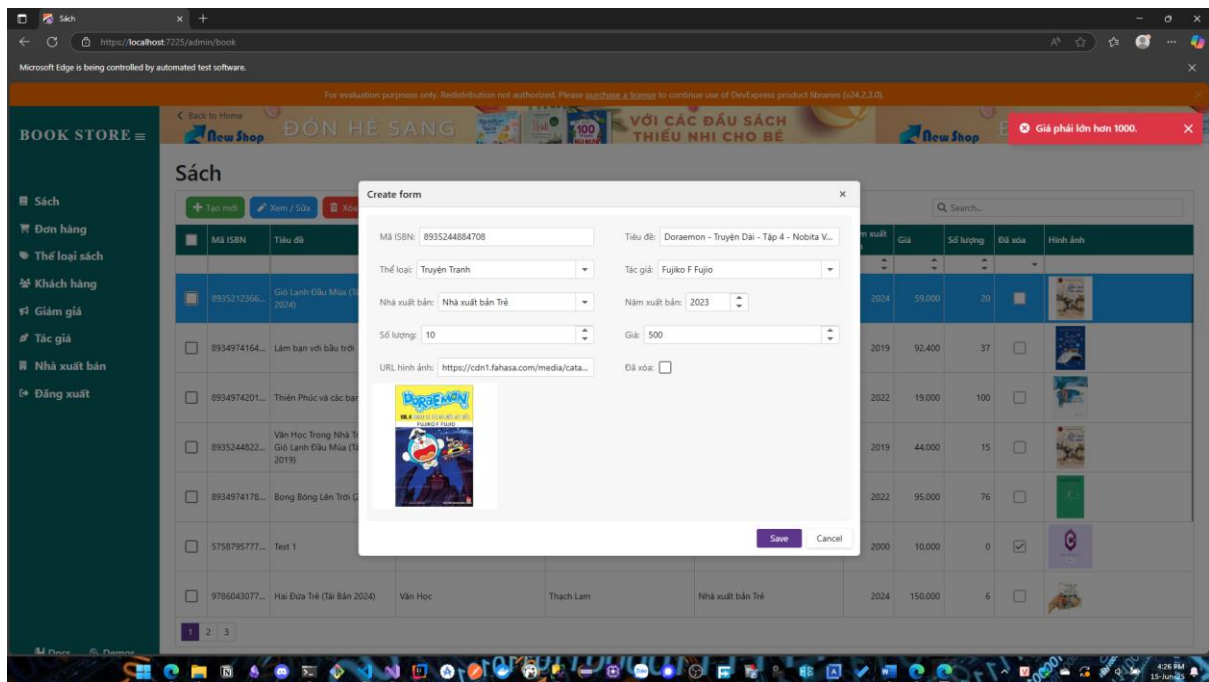 Sách
https://localhost:7225/admin/book
Microsoft Edge is being controlled by automated test software.
For evaluation purposes only. Redistribution not authorized. Please purchase a license to continue use of DevExpress product libraries (v24.2.3.0).
BOOK STORE
Back to Home
New Shop
ĐÓN HÈ SANG
100
VỚI CÁC ĐẦU SÁCH
THIẾU NHI CHO BÉ
New Shop
Giá phải lớn hơn 1000.
Sách
Đơn hàng
Thể loại sách
Khách hàng
Giảm giá
Tác giả
Nhà xuất bản
Đăng xuất
Docs
Demos
Sách
Tạo mới
Xem / Sửa
Search...
Mã ISBN
Tiêu đề
Giá
Số lượng
Đã xóa
Hình ảnh
8935212366...
Gió Lạnh Đầu Mùa
2024)
2024
59.000
20
8934974164...
Làm bạn với bầu trời
2019
92.400
37
8934974201...
Thiên Phúc và các bạn
2022
19.000
100
8935244822...
Văn Học Trong Nhà
Gió Lạnh Đầu Mùa
2019)
2019
44.000
15
8934974178...
Bong Bóng Lên Trời
2022
95.000
76
5758795777...
Test 1
2000
10.000
0
9786043077...
Hai Đứa Trẻ (Tái Bản 2024)
Văn Học
Thạch Lam
Nhà xuất bản Trẻ
2024
150.000
6
1 2 3
Create form
Mã ISBN: 8935244884708
Tiêu đề: Doraemon - Truyện Dài - Tập 4 - Nobita V...
Thể loại: Truyện Tranh
Tác giả: Fujiko F Fujio
Nhà xuất bản: Nhà xuất bản Trẻ
Năm xuất bản: 2023
Số lượng: 10
Giá: 500
URL hình ảnh: https://cdn1.fahasa.com/media/cata...
Đã xóa:
DORAEMON
FUJIKO F FUJIO
Save
Cancel
4:26 PM
15-Jun-25